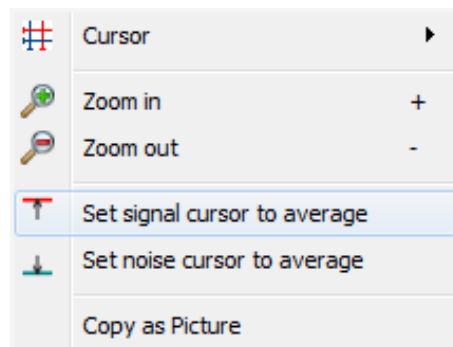 Cursor
Zoom in +
Zoom out -
Set signal cursor to average
Set noise cursor to average
Copy as Picture